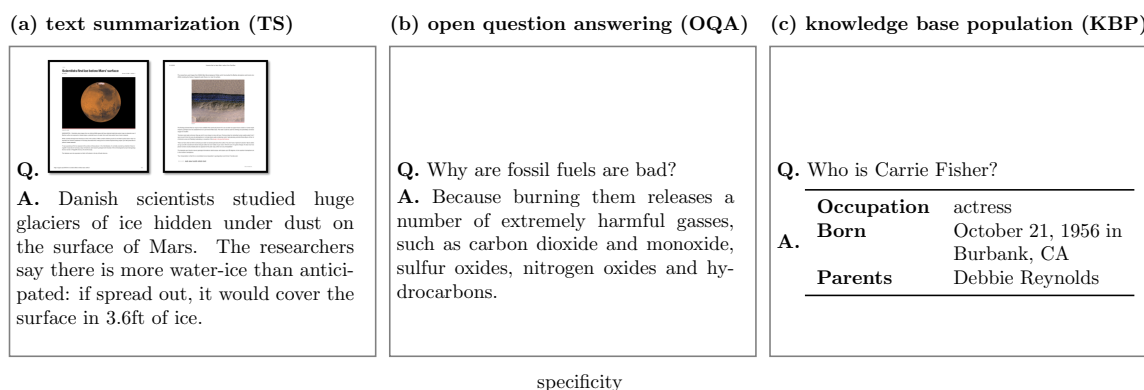 (a) text summarization (TS)
(b) open question answering (OQA)
(c) knowledge base population (KBP)
Q.
A. Danish scientists studied huge
glaciers of ice hidden under dust on
the surface of Mars. The researchers
say there is more water-ice than antici-
pated: if spread out, it would cover the
surface in 3.6ft of ice.
Q. Why are fossil fuels are bad?
A. Because burning them releases a
number of extremely harmful gasses,
such as carbon dioxide and monoxide,
sulfur oxides, nitrogen oxides and hy-
drocarbons.
Q. Who is Carrie Fisher?
A.
Occupation actress
Born October 21, 1956 in
Burbank, CA
Parents Debbie Reynolds
specificity